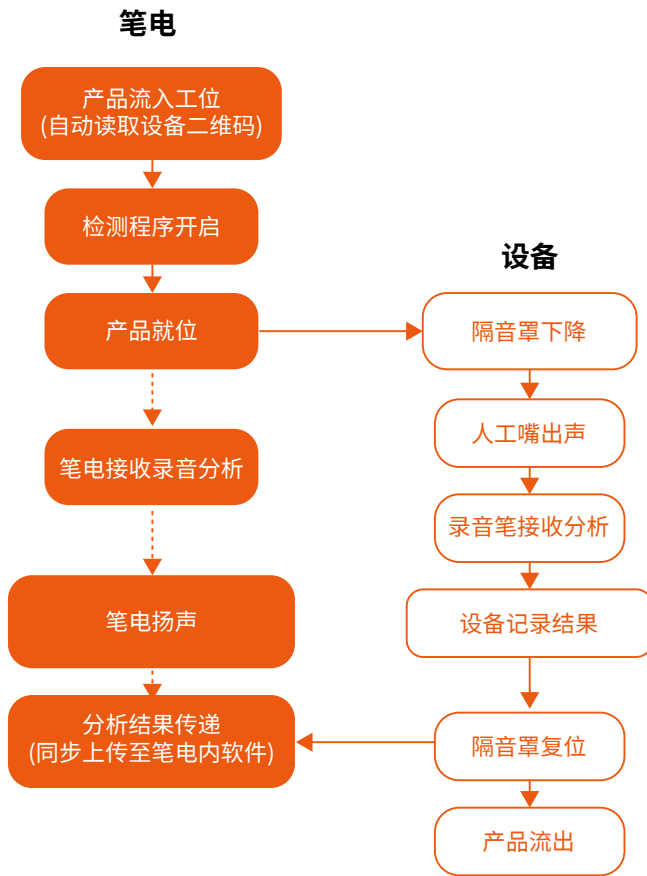 笔电
产品流入工位
(自动读取设备二维码)
检测程序开启
产品就位
笔电接收录音分析
笔电扬声
分析结果传递
(同步上传至笔电内软件)
设备
隔音罩下降
人工嘴出声
录音笔接收分析
设备记录结果
隔音罩复位
产品流出